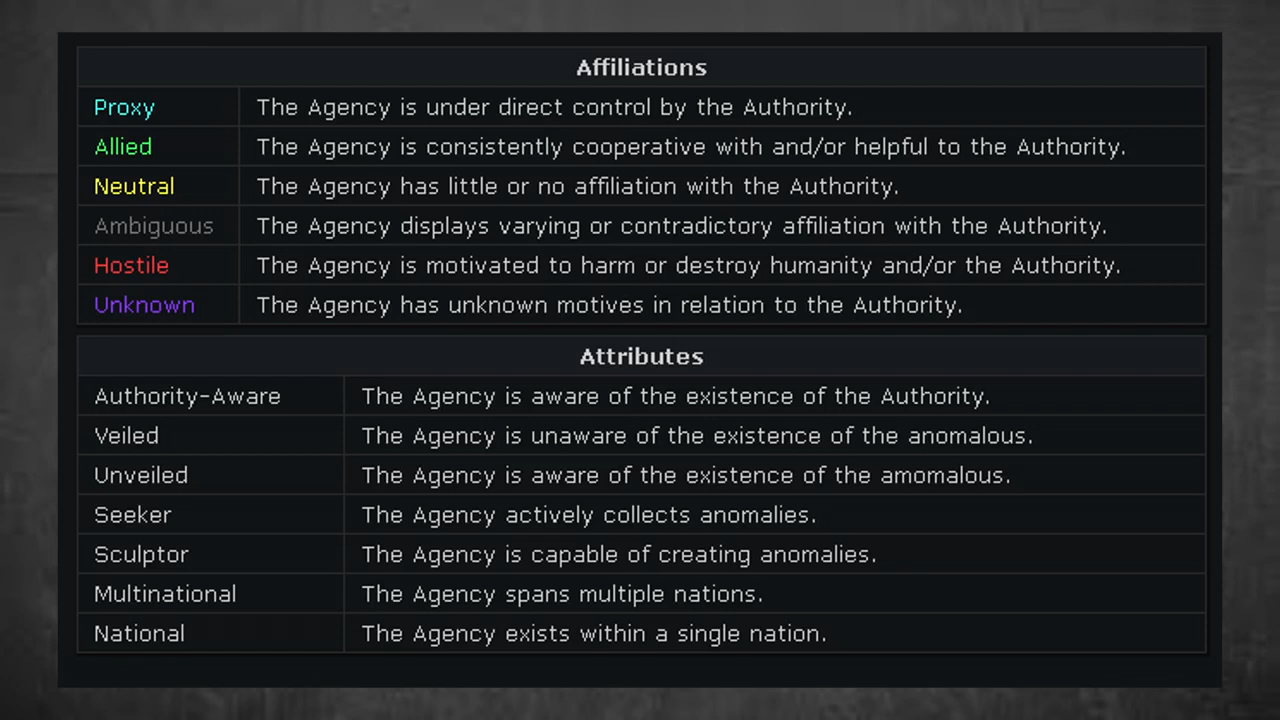 Affiliations
Proxy The Agency is under direct control by the Authority.
Allied The Agency is consistently cooperative with and/or helpful to the Authority.
Neutral The Agency has little or no affiliation with the Authority.
Ambiguous The Agency displays varying or contradictory affiliation with the Authority.
Hostile The Agency is motivated to harm or destroy humanity and/or the Authority.
Unknown The Agency has unknown motives in relation to the Authority.
Attributes
Authority-Aware The Agency is aware of the existence of the Authority.
Veiled The Agency is unaware of the existence of the anomalous.
Unveiled The Agency is aware of the existence of the amomalous.
Seeker The Agency actively collects anomalies.
Sculptor The Agency is capable of creating anomalies.
Multinational The Agency spans multiple nations.
National The Agency exists within a single nation.